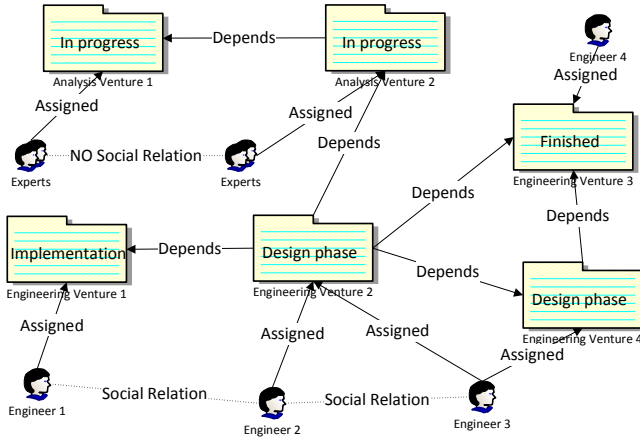 In progress
Depends
In progress
Engineer 4
Analysis Venture 1
Analysis Venture 2
Assigned
Assigned
Assigned
Depends
Finished
NO Social Relation
Experts
Experts
Engineering Venture 3
Depends
Depends
Implementation
Depends
Design phase
Depends
Engineering Venture 1
Engineering Venture 2
Design phase
Assigned
Assigned
Assigned
Engineering Venture 4
Assigned
Social Relation
Social Relation
Engineer 1
Engineer 2
Engineer 3